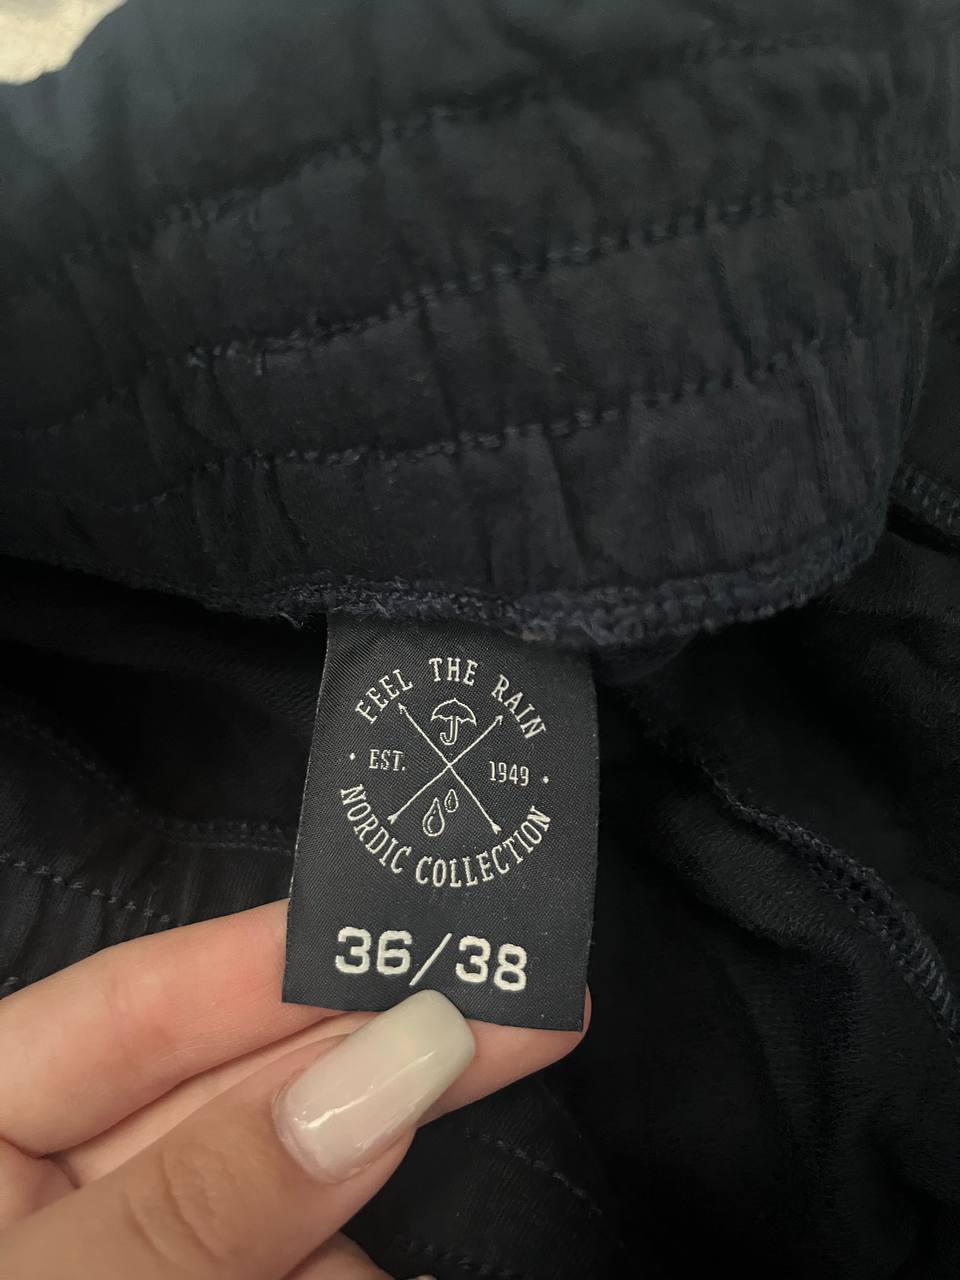 FEEL THE RAIN
· EST. 1949 ·
NORDIC COLLECTION
36/38